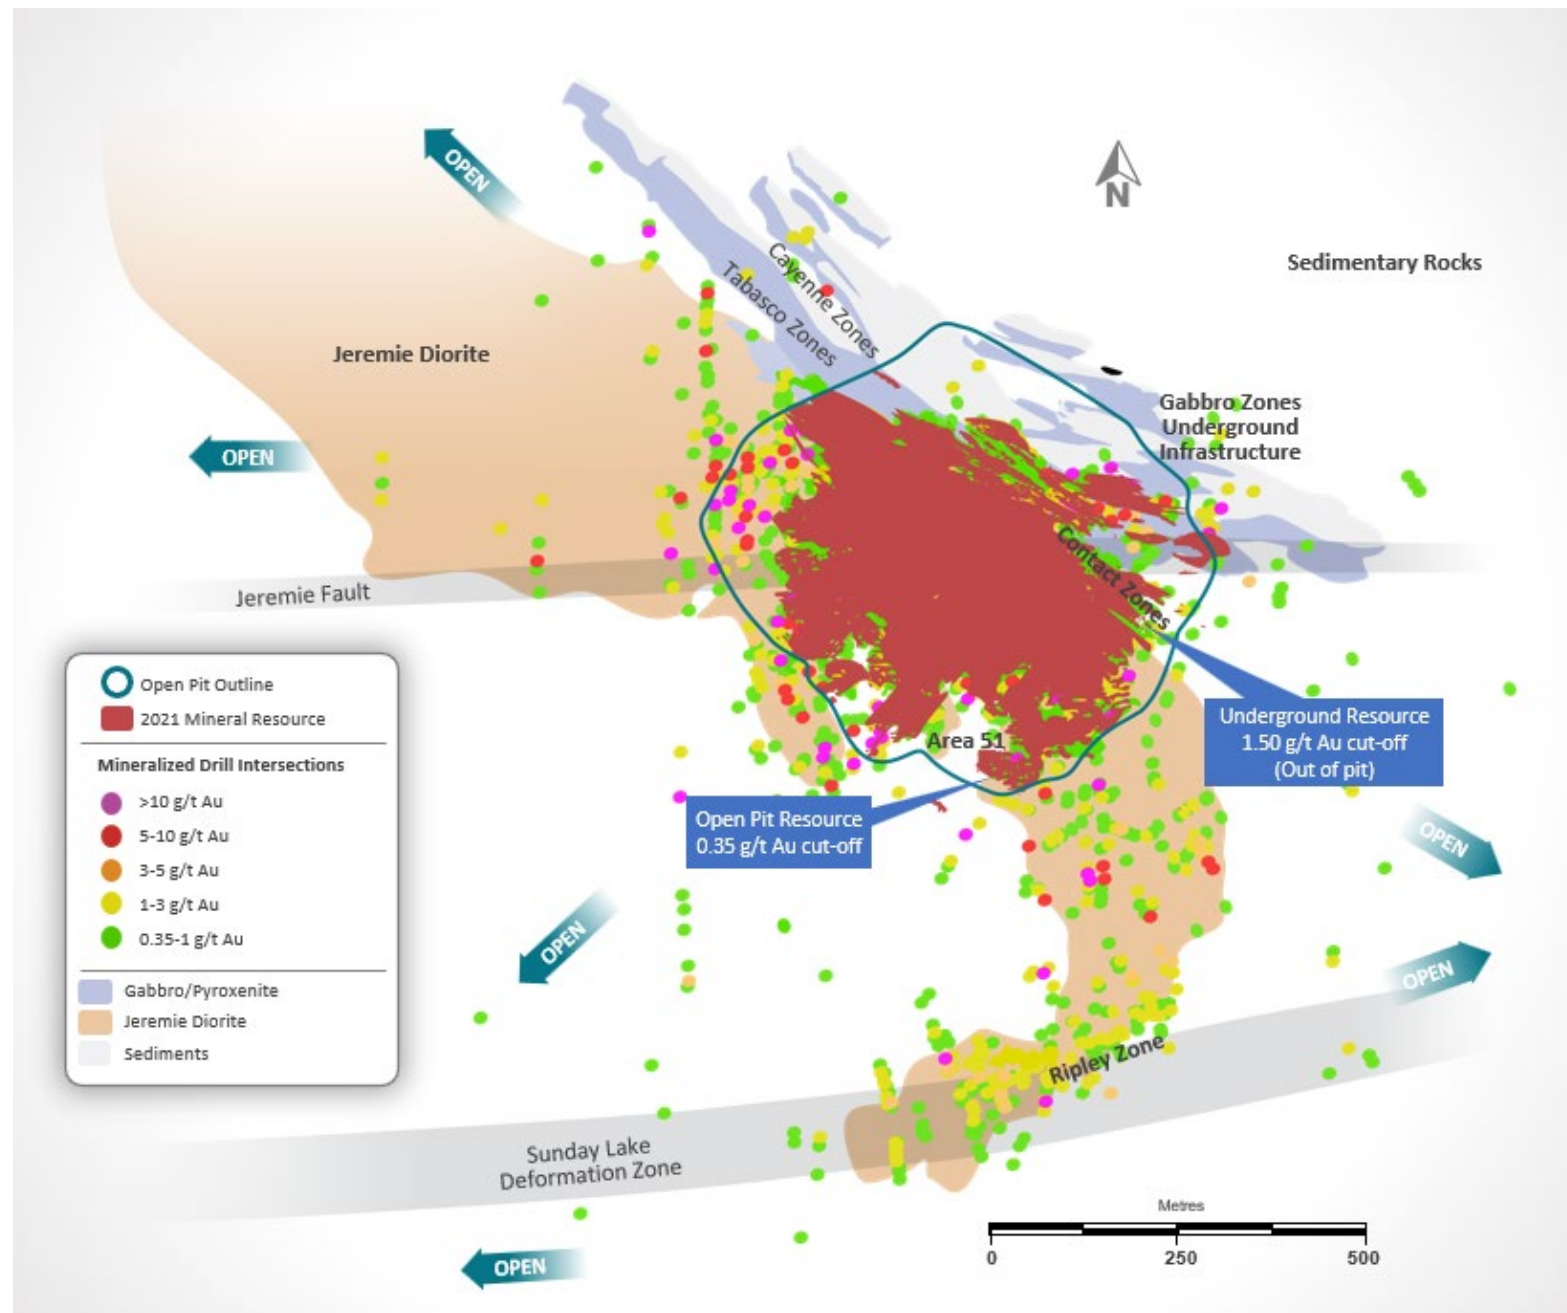 OPEN
N
Sedimentary Rocks
Cayenne Zones
Tabasco Zones
Jeremie Diorite
Gabbro Zones
Underground
Infrastructure
OPEN
Contact Zones
Jeremie Fault
Open Pit Outline
2021 Mineral Resource
Mineralized Drill Intersections
>10 g/t Au
5-10 g/t Au
3-5 g/t Au
1-3 g/t Au
0.35-1 g/t Au
Gabbro/Pyroxenite
Jeremie Diorite
Sediments
Underground Resource
1.50 g/t Au cut-off
(Out of pit)
Area 51
Open Pit Resource
0.35 g/t Au cut-off
OPEN
OPEN
OPEN
Ripley Zone
Sunday Lake
Deformation Zone
Metres
0 250 500
OPEN